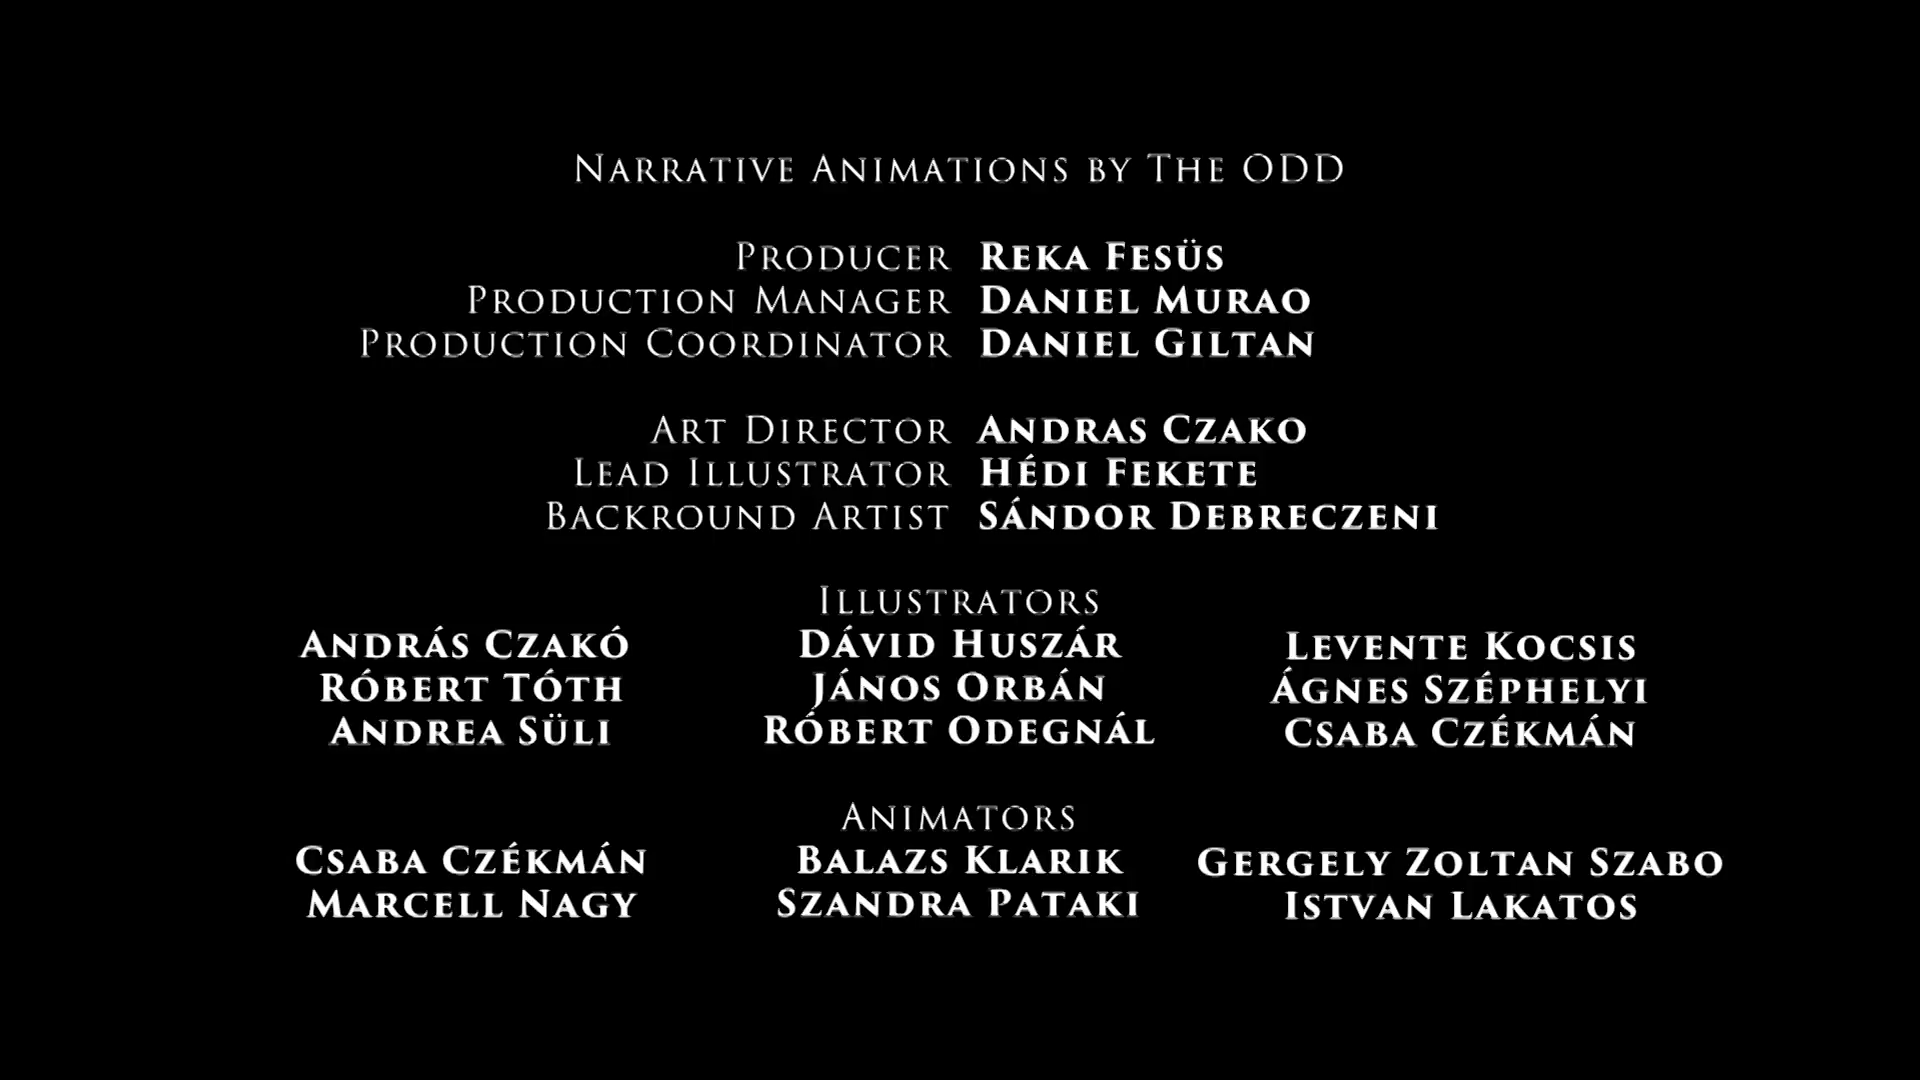 Narrative Animations by The ODD
Producer Reka Fesüs
Production Manager Daniel Murao
Production Coordinator Daniel Giltan
Art Director Andras Czako
Lead Illustrator Hédi Fekete
Backround Artist Sándor Debreczeni
Illustrators
András Czakó Dávid Huszár Levente Kocsis
Róbert Tóth János Orbán Ágnes Széphelyi
Andrea Süli Róbert Odegnál Csaba Czékmán
Animators
Csaba Czékmán Balazs Klarik Gergely Zoltan Szabo
Marcell Nagy Szandra Pataki Istvan Lakatos